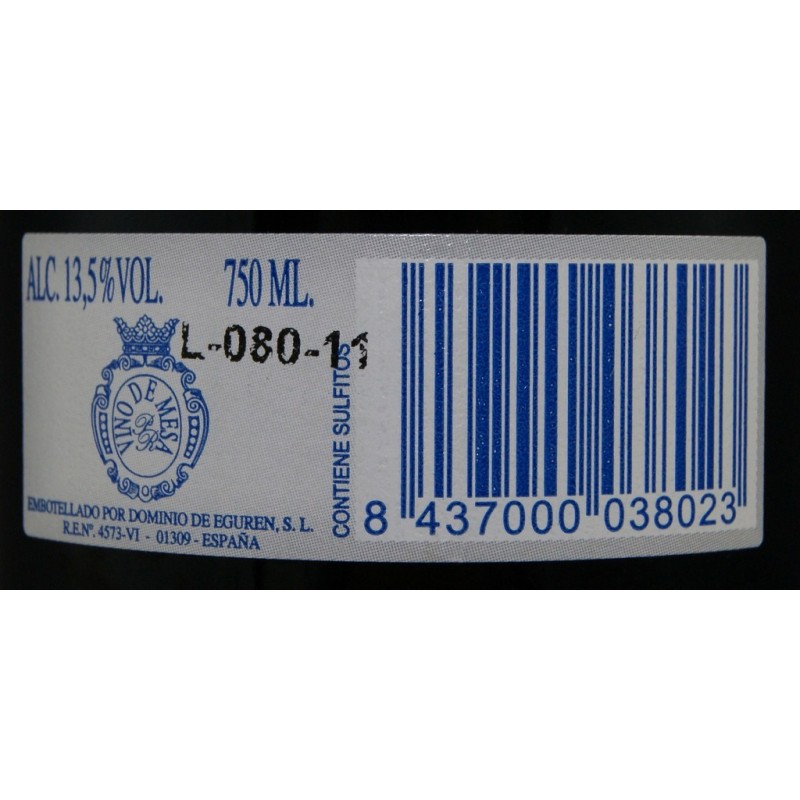 ALC. 13,5%VOL. 750 ML.
L-080-11
VINO DE MESA
RR
EMBOTELLADO POR DOMINIO DE EGUREN, S. L.
R.E.Nº. 4573-VI - 01309 - ESPAÑA
CONTIENE SULFITOS
8 437000 038023